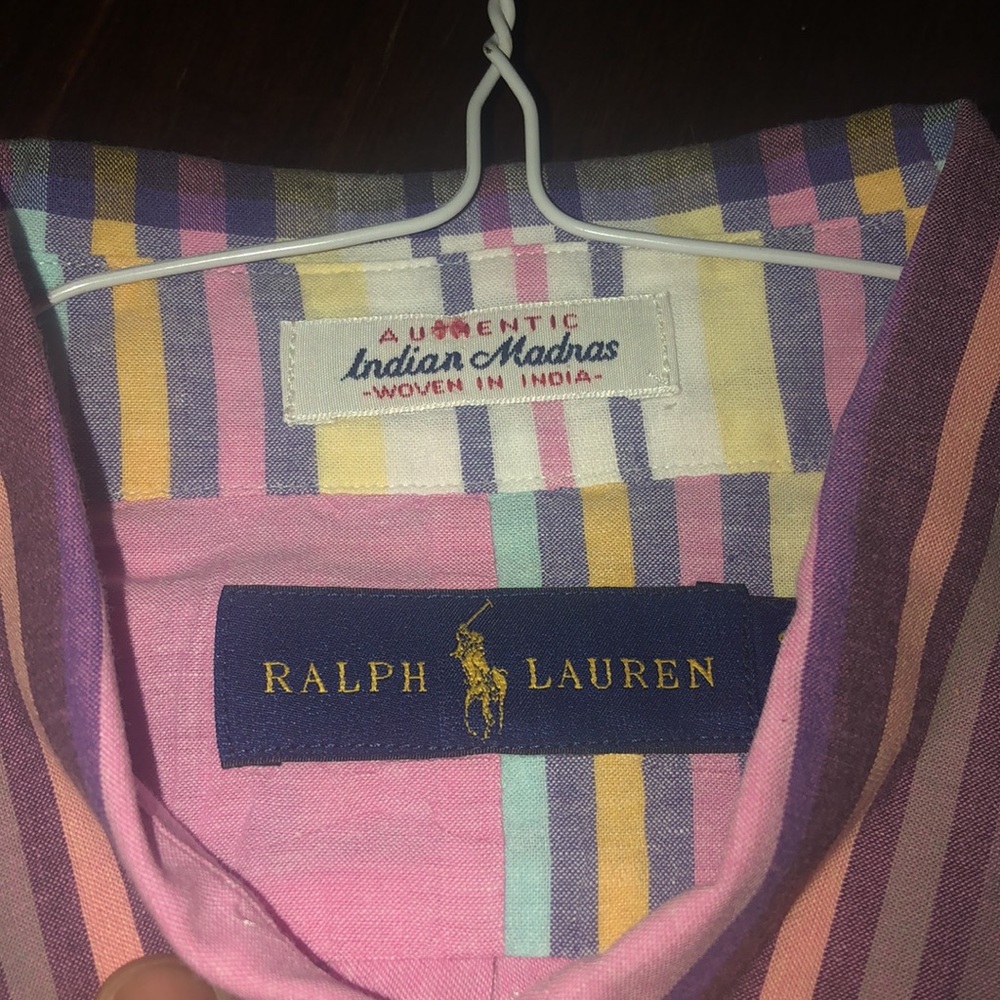 AUTHENTIC
Indian Madras
-WOVEN IN INDIA-
RALPH LAUREN